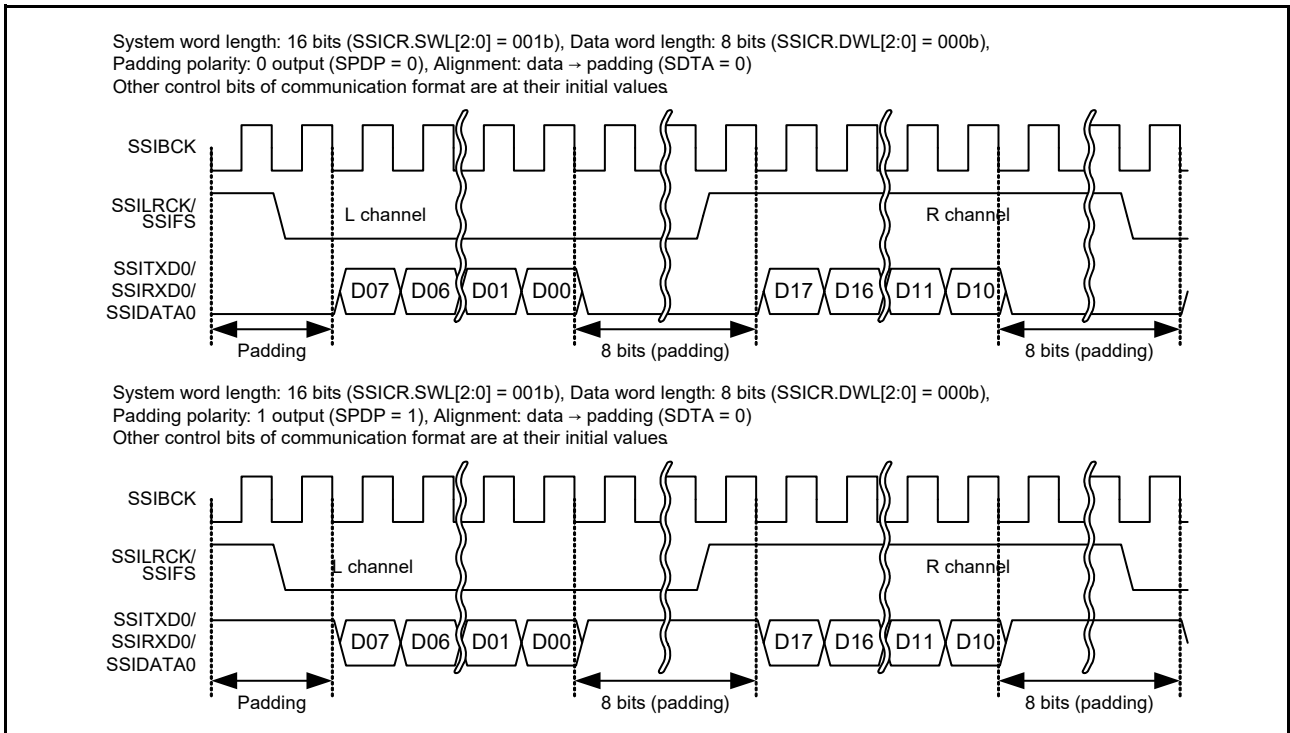 System word length: 16 bits (SSICR.SWL[2:0] = 001b), Data word length: 8 bits (SSICR.DWL[2:0] = 000b),
Padding polarity: 0 output (SPDP = 0), Alignment: data → padding (SDTA = 0)
Other control bits of communication format are at their initial values.
SSIBCK
SSILRCK/
SSIFS
L channel
R channel
SSITXD0/
SSIRXD0/
SSIDATA0
D07 D06 D01 D00 D17 D16 D11 D10
Padding 8 bits (padding) 8 bits (padding)
System word length: 16 bits (SSICR.SWL[2:0] = 001b), Data word length: 8 bits (SSICR.DWL[2:0] = 000b),
Padding polarity: 1 output (SPDP = 1), Alignment: data → padding (SDTA = 0)
Other control bits of communication format are at their initial values.
SSIBCK
SSILRCK/
SSIFS
L channel
R channel
SSITXD0/
SSIRXD0/
SSIDATA0
D07 D06 D01 D00 D17 D16 D11 D10
Padding 8 bits (padding) 8 bits (padding)